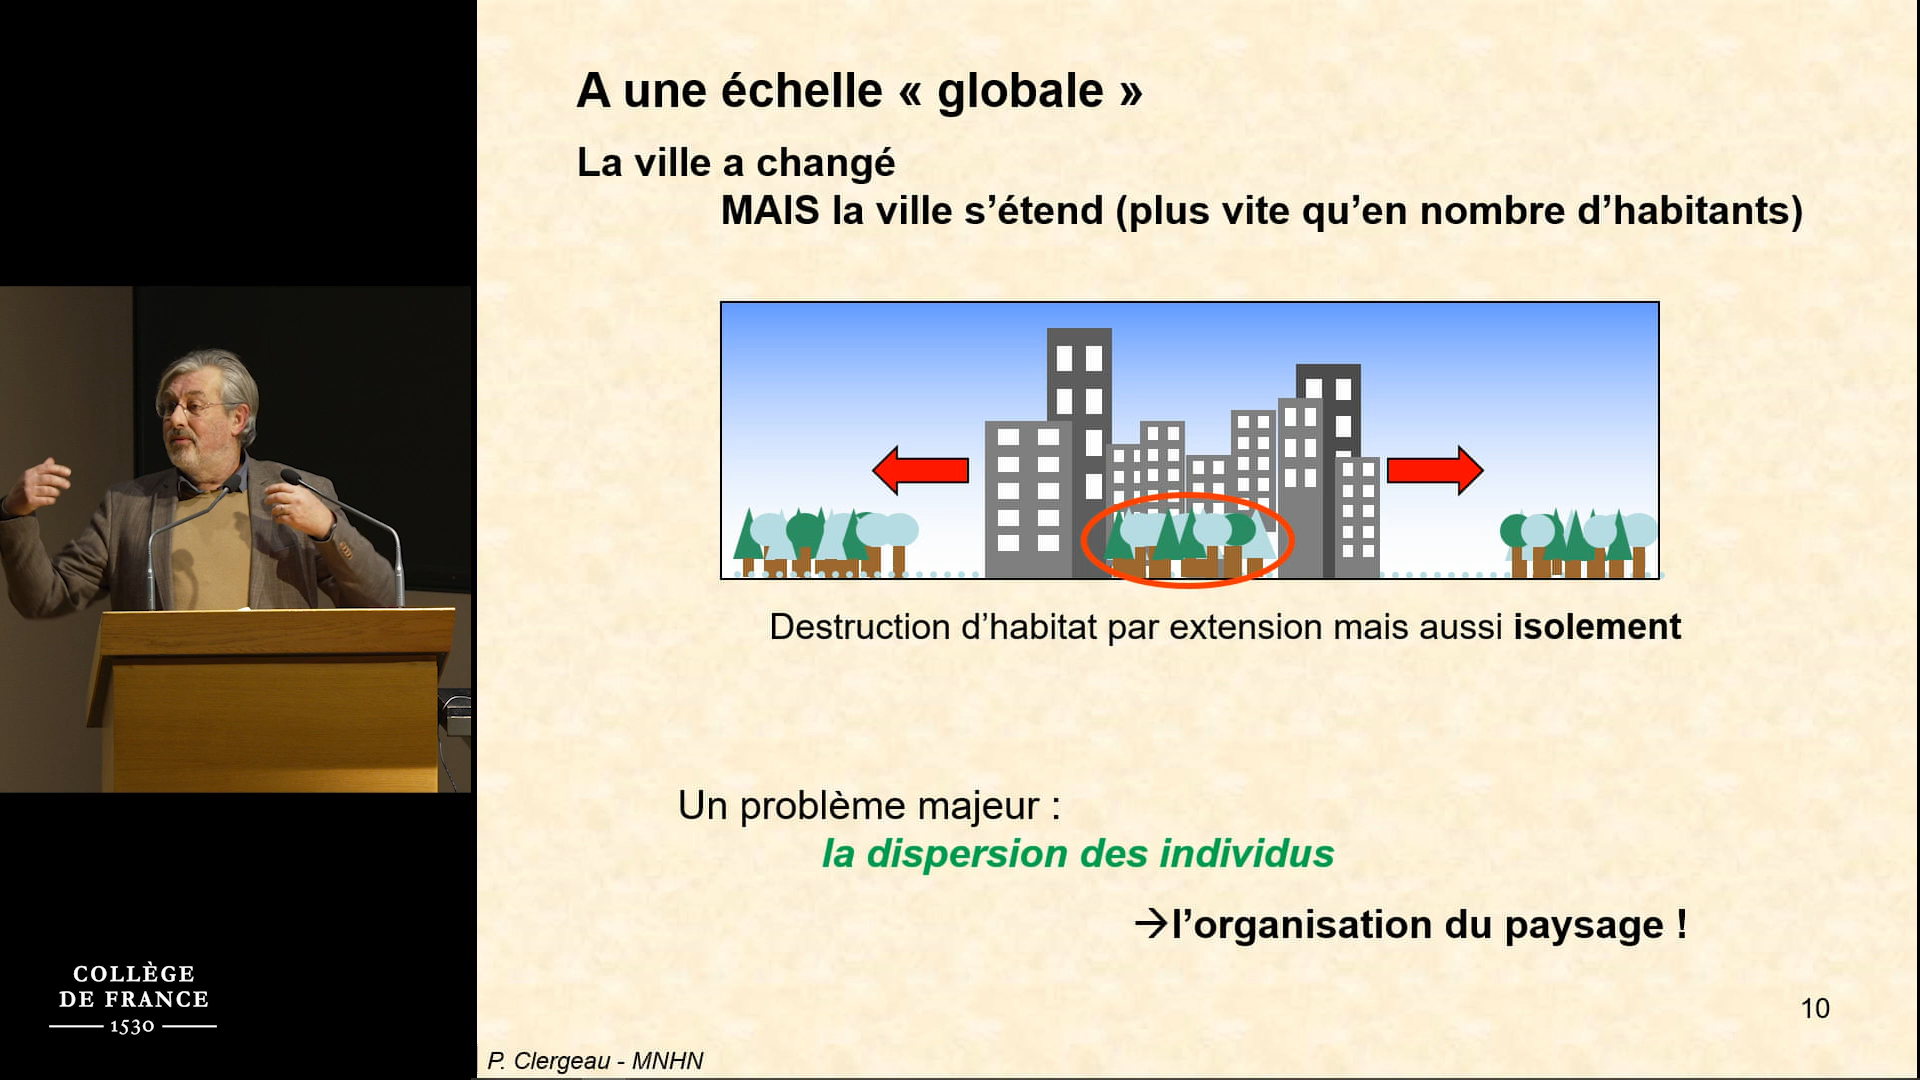 A une échelle « globale »
La ville a changé
MAIS la ville s’étend (plus vite qu’en nombre d’habitants)
Destruction d’habitat par extension mais aussi isolement
Un problème majeur :
la dispersion des individus
→l’organisation du paysage !
10
P. Clergeau - MNHN
COLLÈGE
DE FRANCE
1530